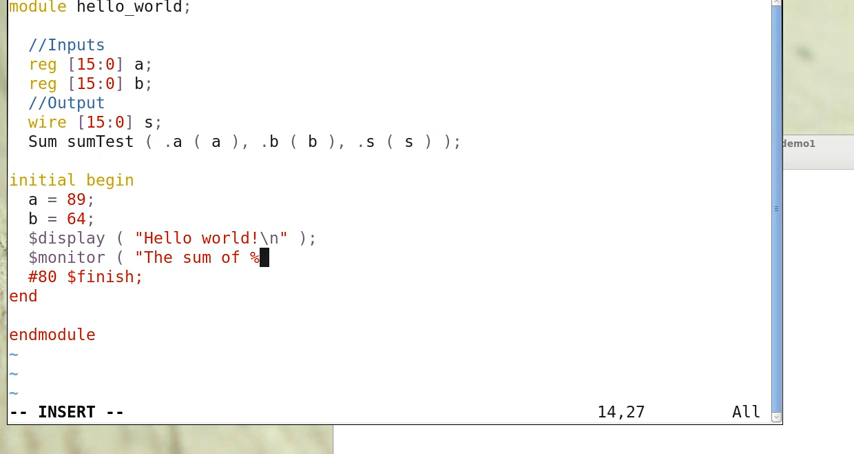 module hello_world;
//Inputs
reg [15:0] a;
reg [15:0] b;
//Output
wire [15:0] s;
Sum sumTest ( .a ( a ), .b ( b ), .s ( s ) );
initial begin
a = 89;
b = 64;
$display ( "Hello world!\n" );
$monitor ( "The sum of %
#80 $finish;
end
endmodule
~
~
~
-- INSERT -- 14,27 All
demo1